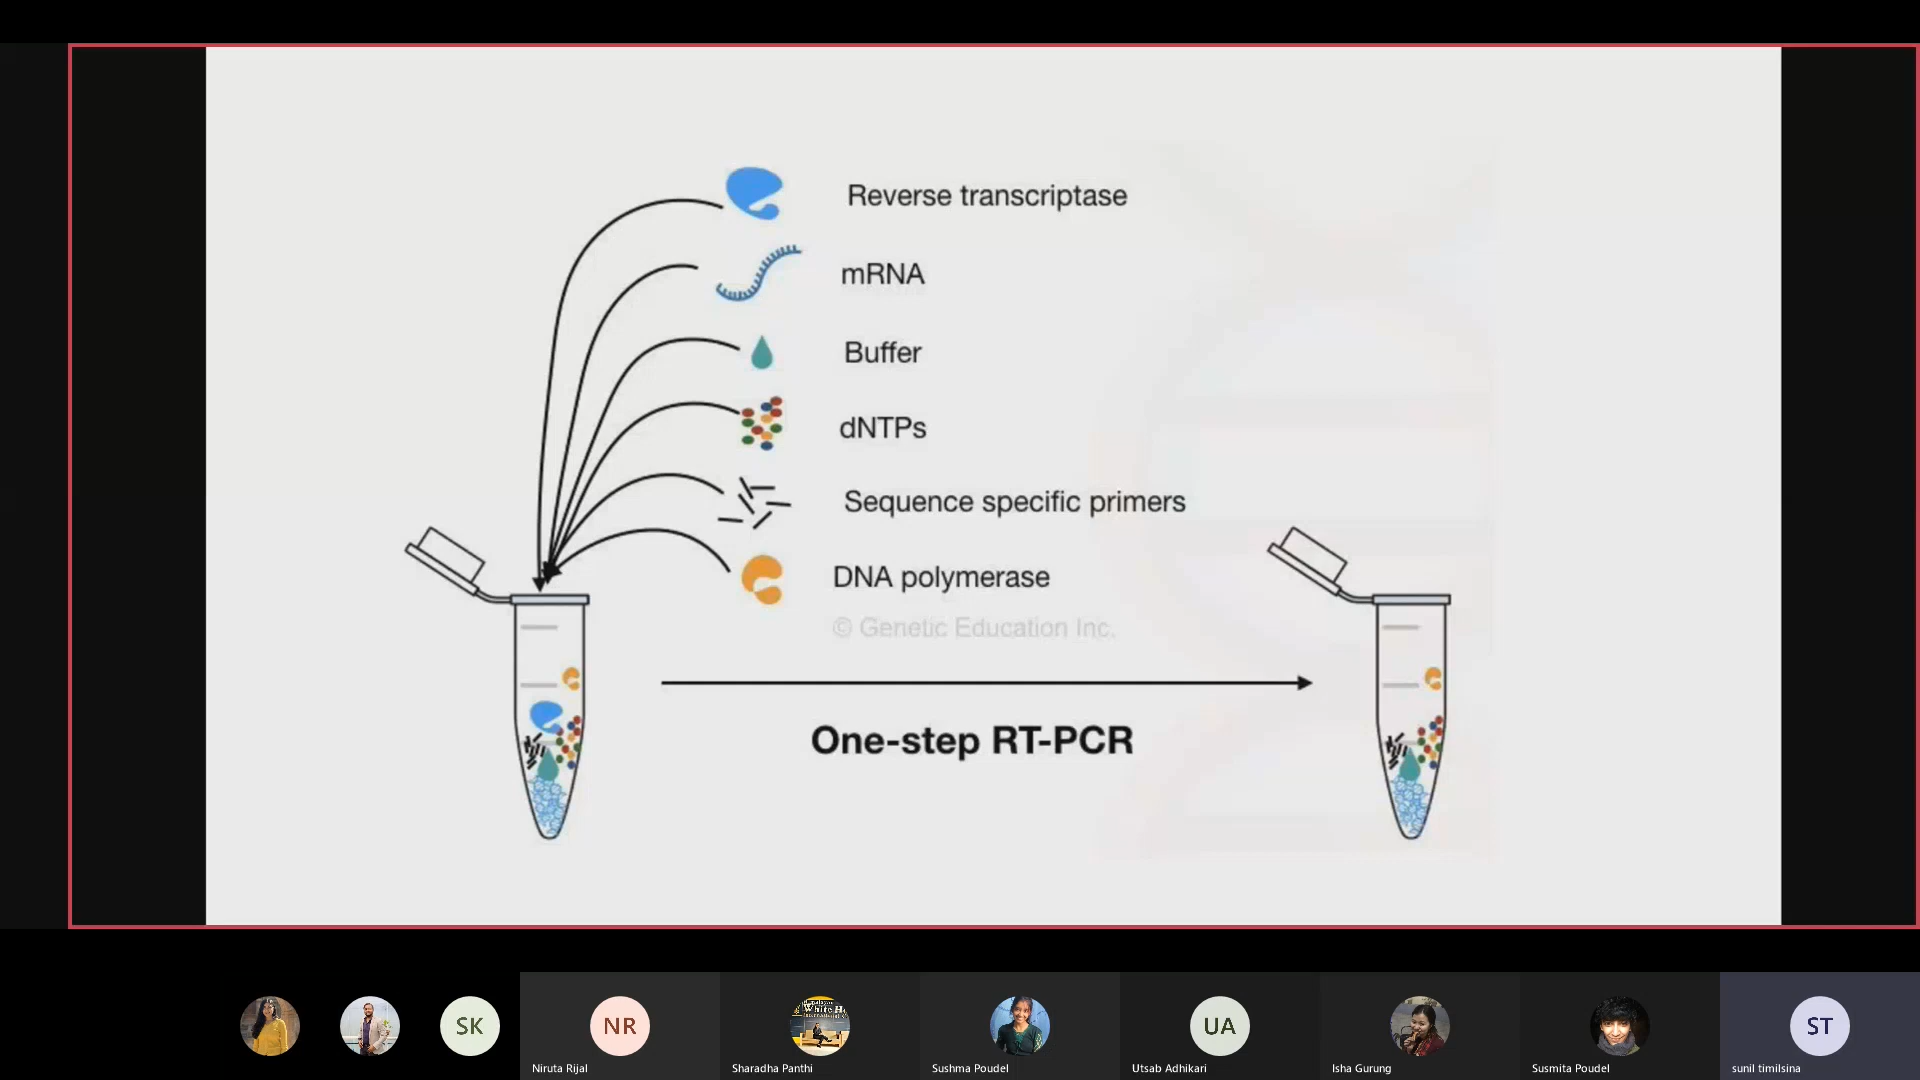 Reverse transcriptase
mRNA
Buffer
dNTPs
Sequence specific primers
DNA polymerase
© Genetic Education Inc.
One-step RT-PCR
SK
NR
White H
UA
ST
Niruta Rijal
Sharadha Panthi
Sushma Poudel
Utsab Adhikari
Isha Gurung
Susmita Poudel
sunil timilsina